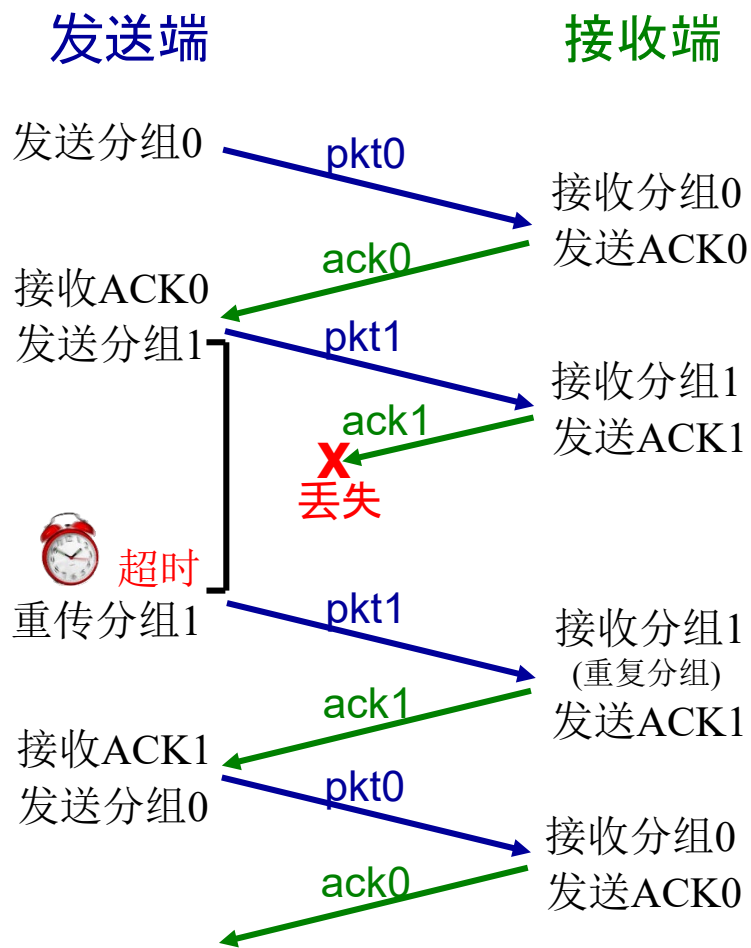 发送端
接收端
发送分组0
pkt0
接收分组0
发送ACK0
ack0
接收ACK0
发送分组1
pkt1
接收分组1
发送ACK1
ack1
X
丢失
超时
重传分组1
pkt1
接收分组1
(重复分组)
发送ACK1
ack1
接收ACK1
发送分组0
pkt0
接收分组0
发送ACK0
ack0